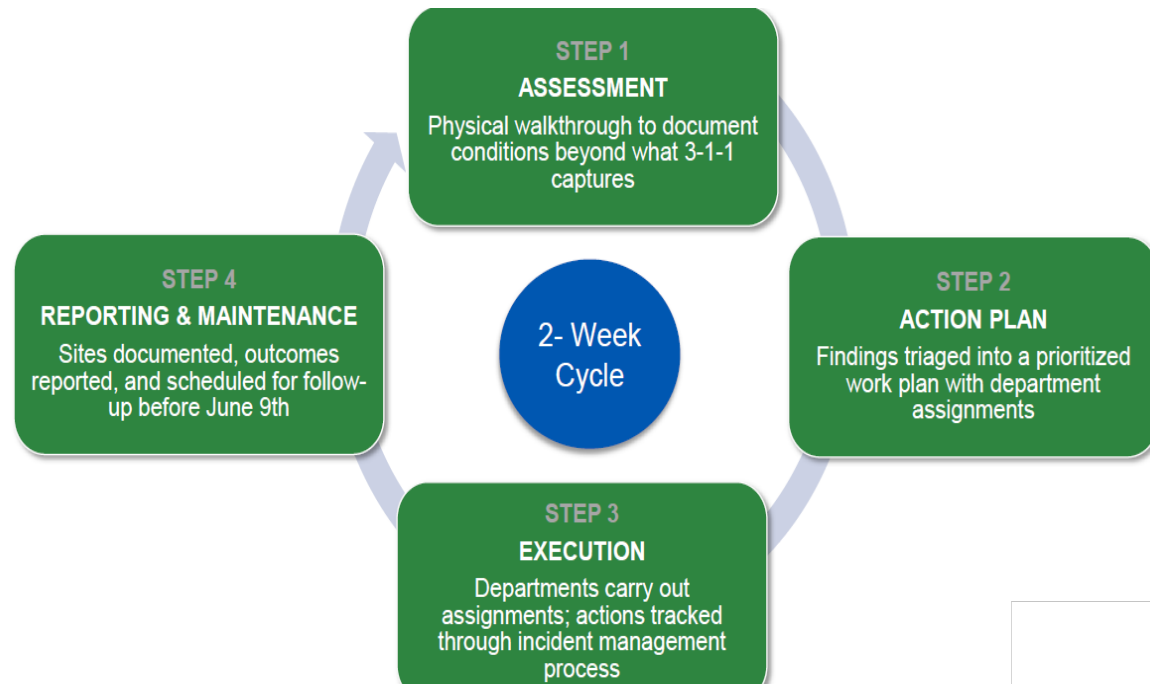 STEP 1
ASSESSMENT
Physical walkthrough to document
conditions beyond what 3-1-1
captures
STEP 2
ACTION PLAN
Findings triaged into a prioritized
work plan with department
assignments
STEP 3
EXECUTION
Departments carry out
assignments; actions tracked
through incident management
process
STEP 4
REPORTING & MAINTENANCE
Sites documented, outcomes
reported, and scheduled for follow-
up before June 9th
2- Week
Cycle